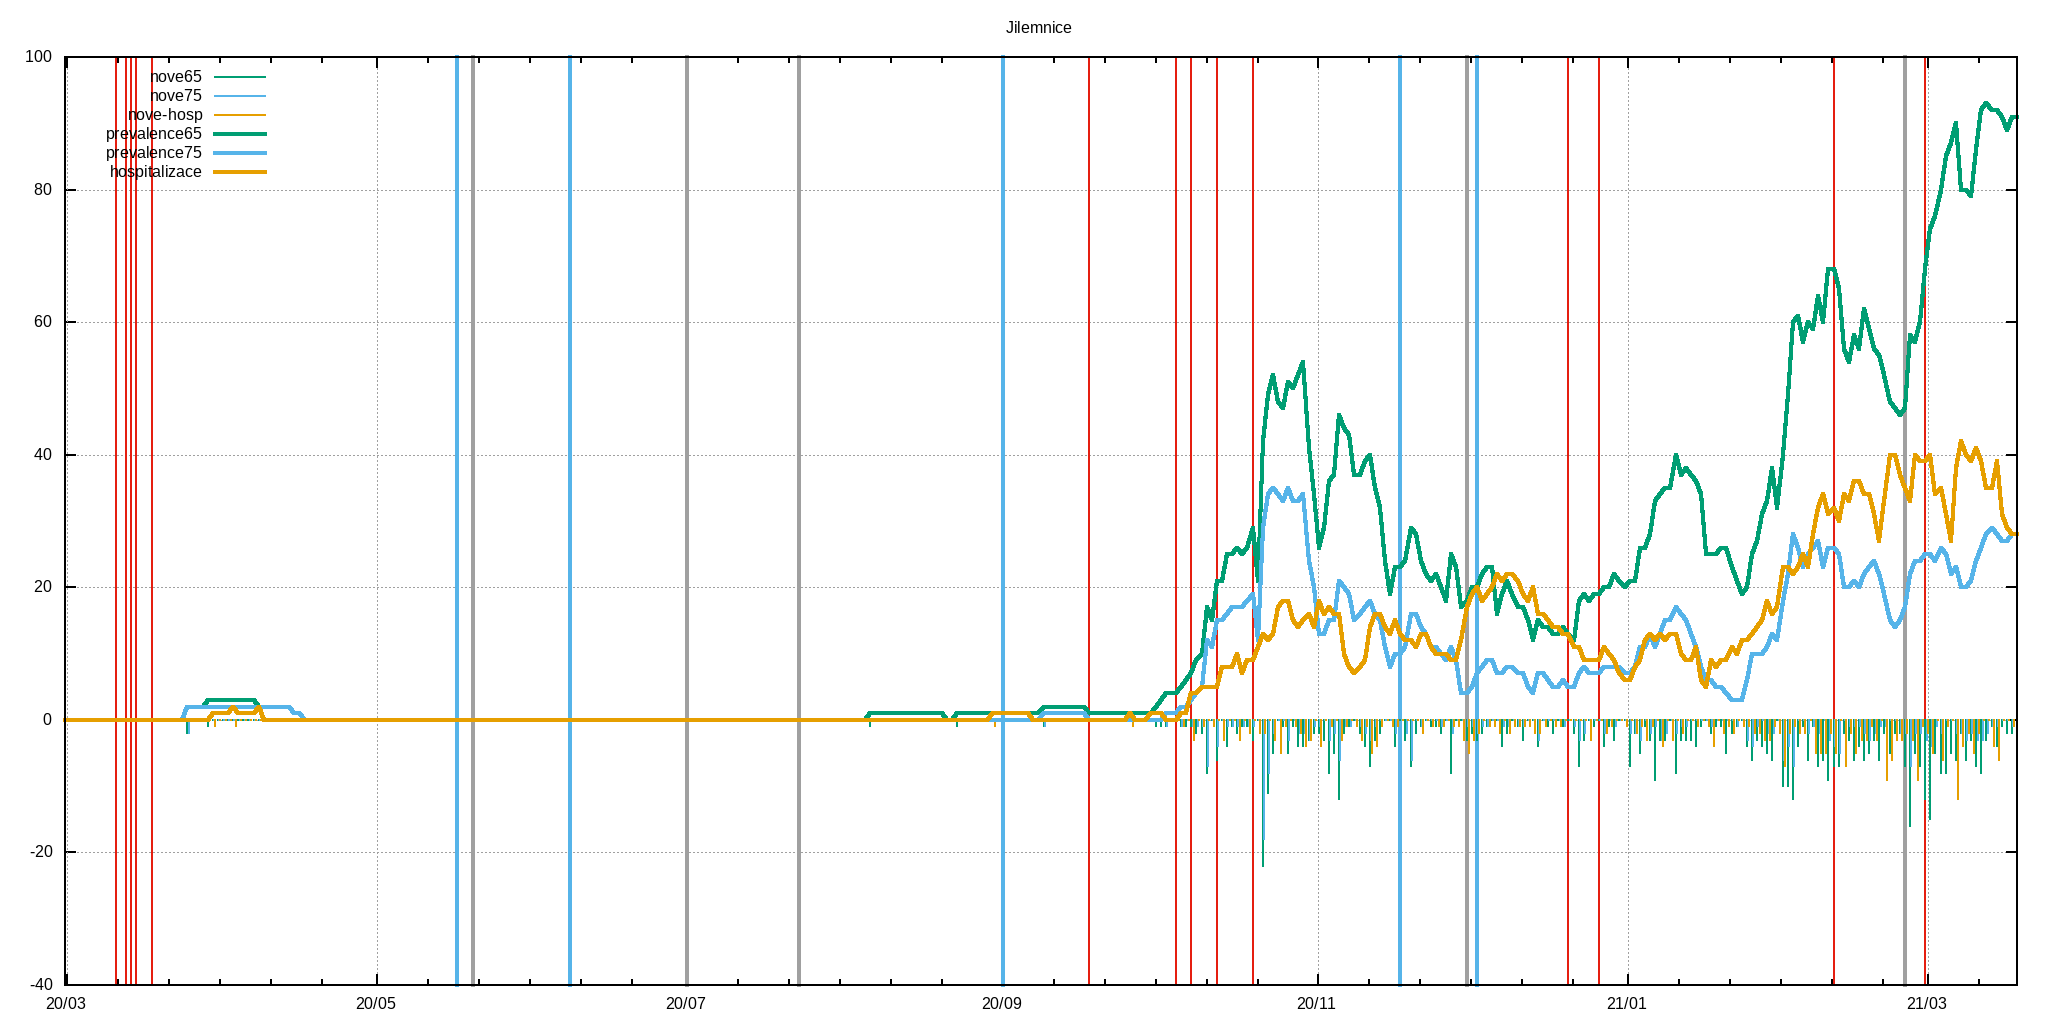 Jilemnice
100
nove65
nove75
nove-hosp
prevalence65
prevalence75
hospitalizace
80
60
40
20
0
-20
-40
20/03 20/05 20/07 20/09 20/11 21/01 21/03